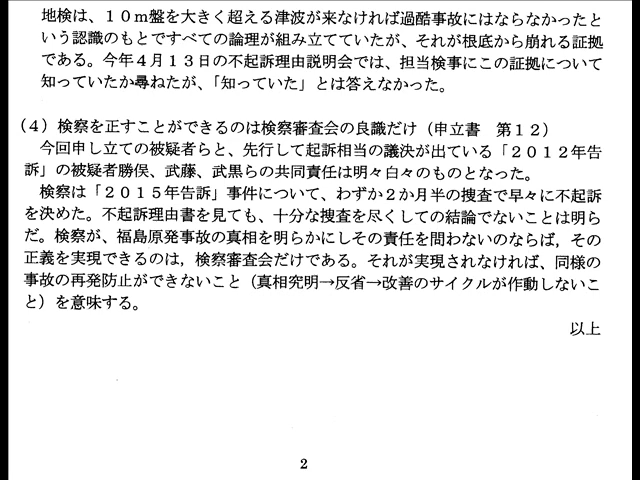 地検は、１０ｍ盤を大きく超える津波が来なければ過酷事故にはならなかったと
いう認識のもとですべての論理が組み立てていたが、それが根底から崩れる証拠
である。今年４月１３日の不起訴理由説明会では、担当検事にこの証拠について
知っていたか尋ねたが、「知っていた」とは答えなかった。
（４）検察を正すことができるのは検察審査会の良識だけ（申立書　第１２）
今回申し立ての被疑者らと、先行して起訴相当の議決が出ている「２０１２年告
訴」の被疑者勝俣、武藤、武黒らの共同責任は明々白々のものとなった。
検察は「２０１５年告訴」事件について、わずか２か月半の捜査で早々に不起訴
を決めた。不起訴理由書を見ても、十分な捜査を尽くしての結論でないことは明ら
だ。検察が、福島原発事故の真相を明らかにしその責任を問わないのならば，その
正義を実現できるのは，検察審査会だけである。それが実現されなければ、同様の
事故の再発防止ができないこと（真相究明→反省→改善のサイクルが作動しないこ
と）を意味する。
以上
2